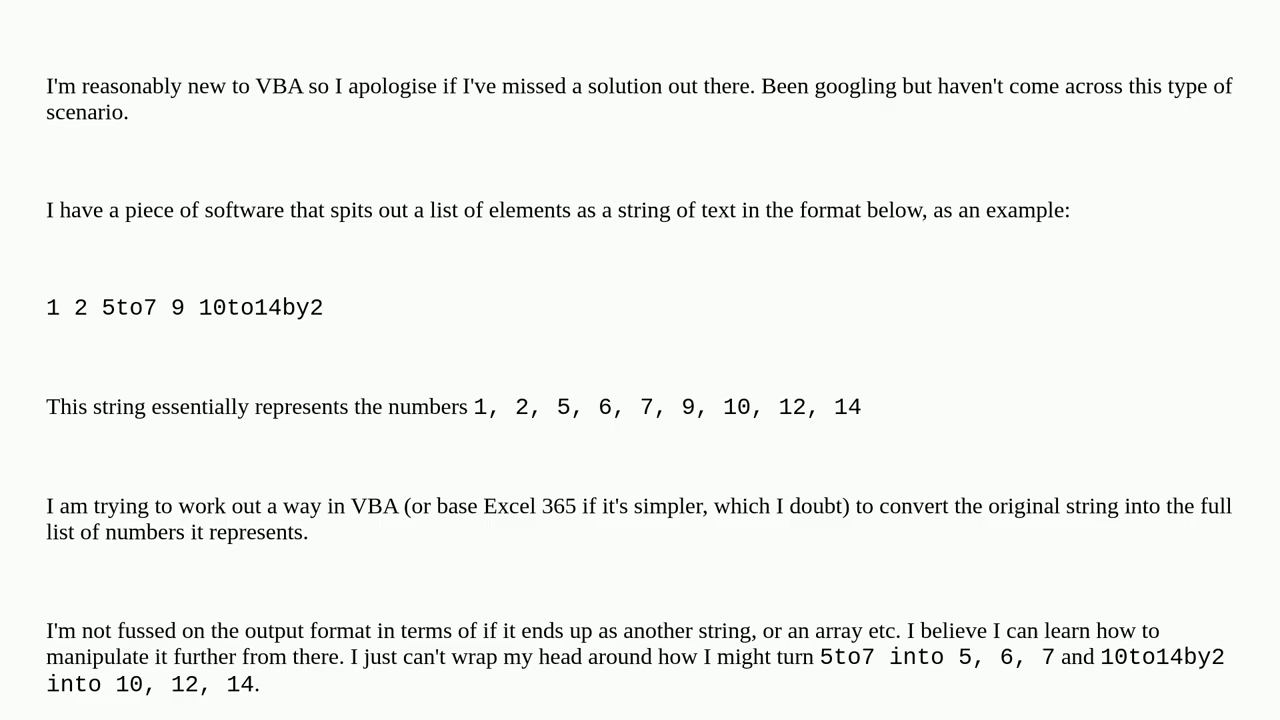 I'm reasonably new to VBA so I apologise if I've missed a solution out there. Been googling but haven't come across this type of
scenario.
I have a piece of software that spits out a list of elements as a string of text in the format below, as an example:
1 2 5to7 9 10to14by2
This string essentially represents the numbers 1, 2, 5, 6, 7, 9, 10, 12, 14
I am trying to work out a way in VBA (or base Excel 365 if it's simpler, which I doubt) to convert the original string into the full
list of numbers it represents.
I'm not fussed on the output format in terms of if it ends up as another string, or an array etc. I believe I can learn how to
manipulate it further from there. I just can't wrap my head around how I might turn 5to7 into 5, 6, 7 and 10to14by2
into 10, 12, 14.